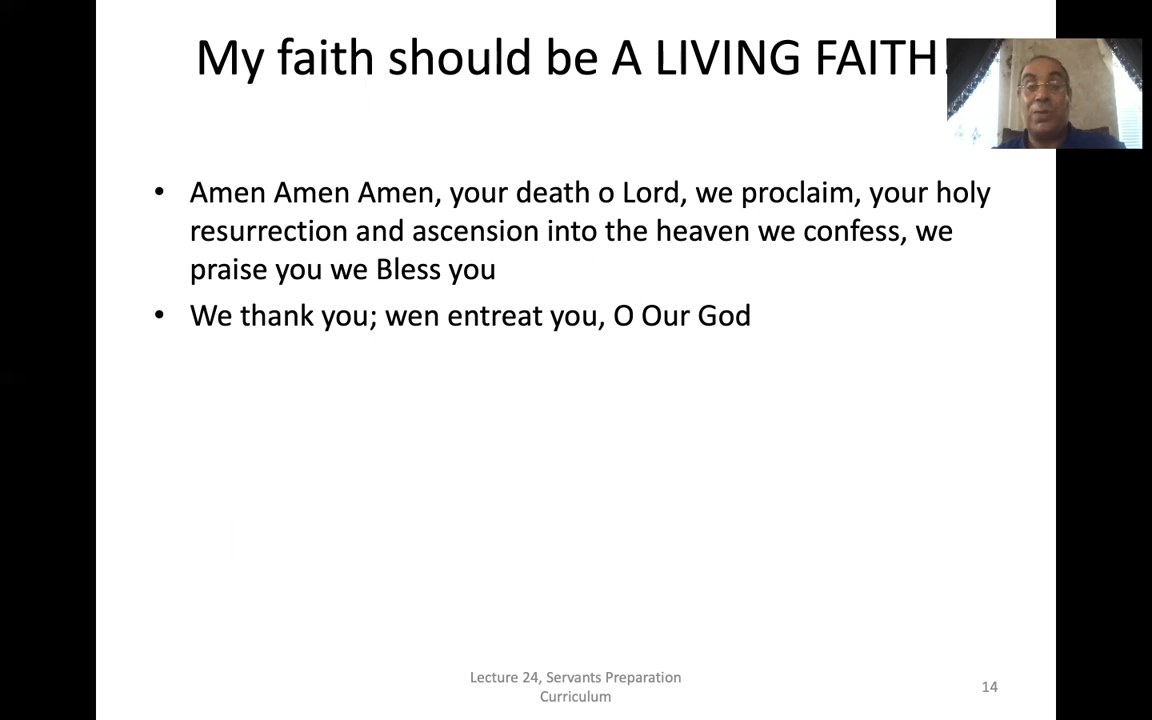 My faith should be A LIVING FAITH.
• Amen Amen Amen, your death o Lord, we proclaim, your holy
resurrection and ascension into the heaven we confess, we
praise you we Bless you
• We thank you; wen entreat you, O Our God
Lecture 24, Servants Preparation
Curriculum
14